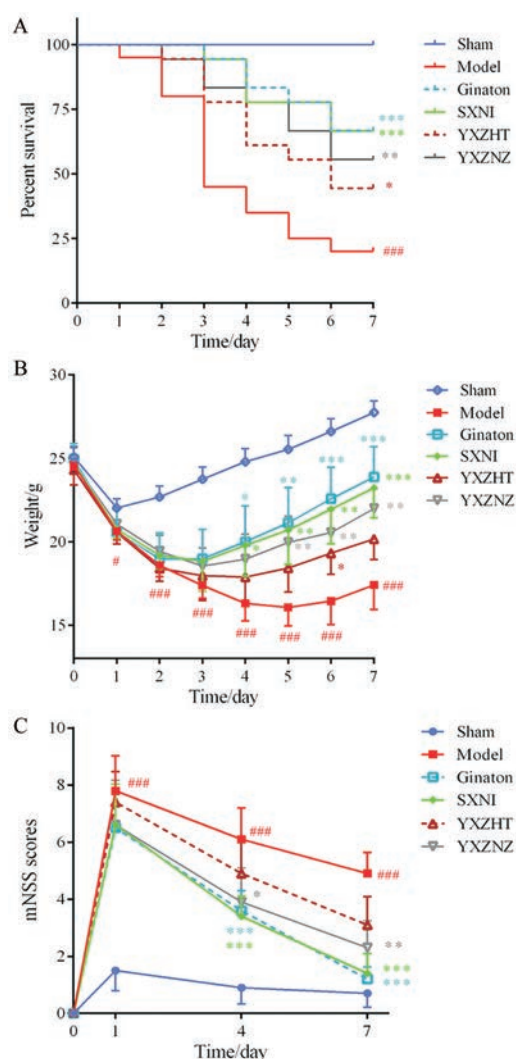 A
Percent survival
100
75
50
25
0
0 1 2 3 4 5 6 7
Time/day
Sham
Model
Ginaton
SXNI
YXZHT
YXZNZ
***
***
**
*
###
B
Weight/g
30
25
20
15
0 1 2 3 4 5 6 7
Time/day
Sham
Model
Ginaton
SXNI
YXZHT
YXZNZ
* ** *** ***
* ** ** ***
** ** **
*
# ### ### ### ### ### ###
C
mNSS scores
10
8
6
4
2
0
0 1 4 7
Time/day
Sham
Model
Ginaton
SXNI
YXZHT
YXZNZ
### ### ###
* **
*** ***
*** ***